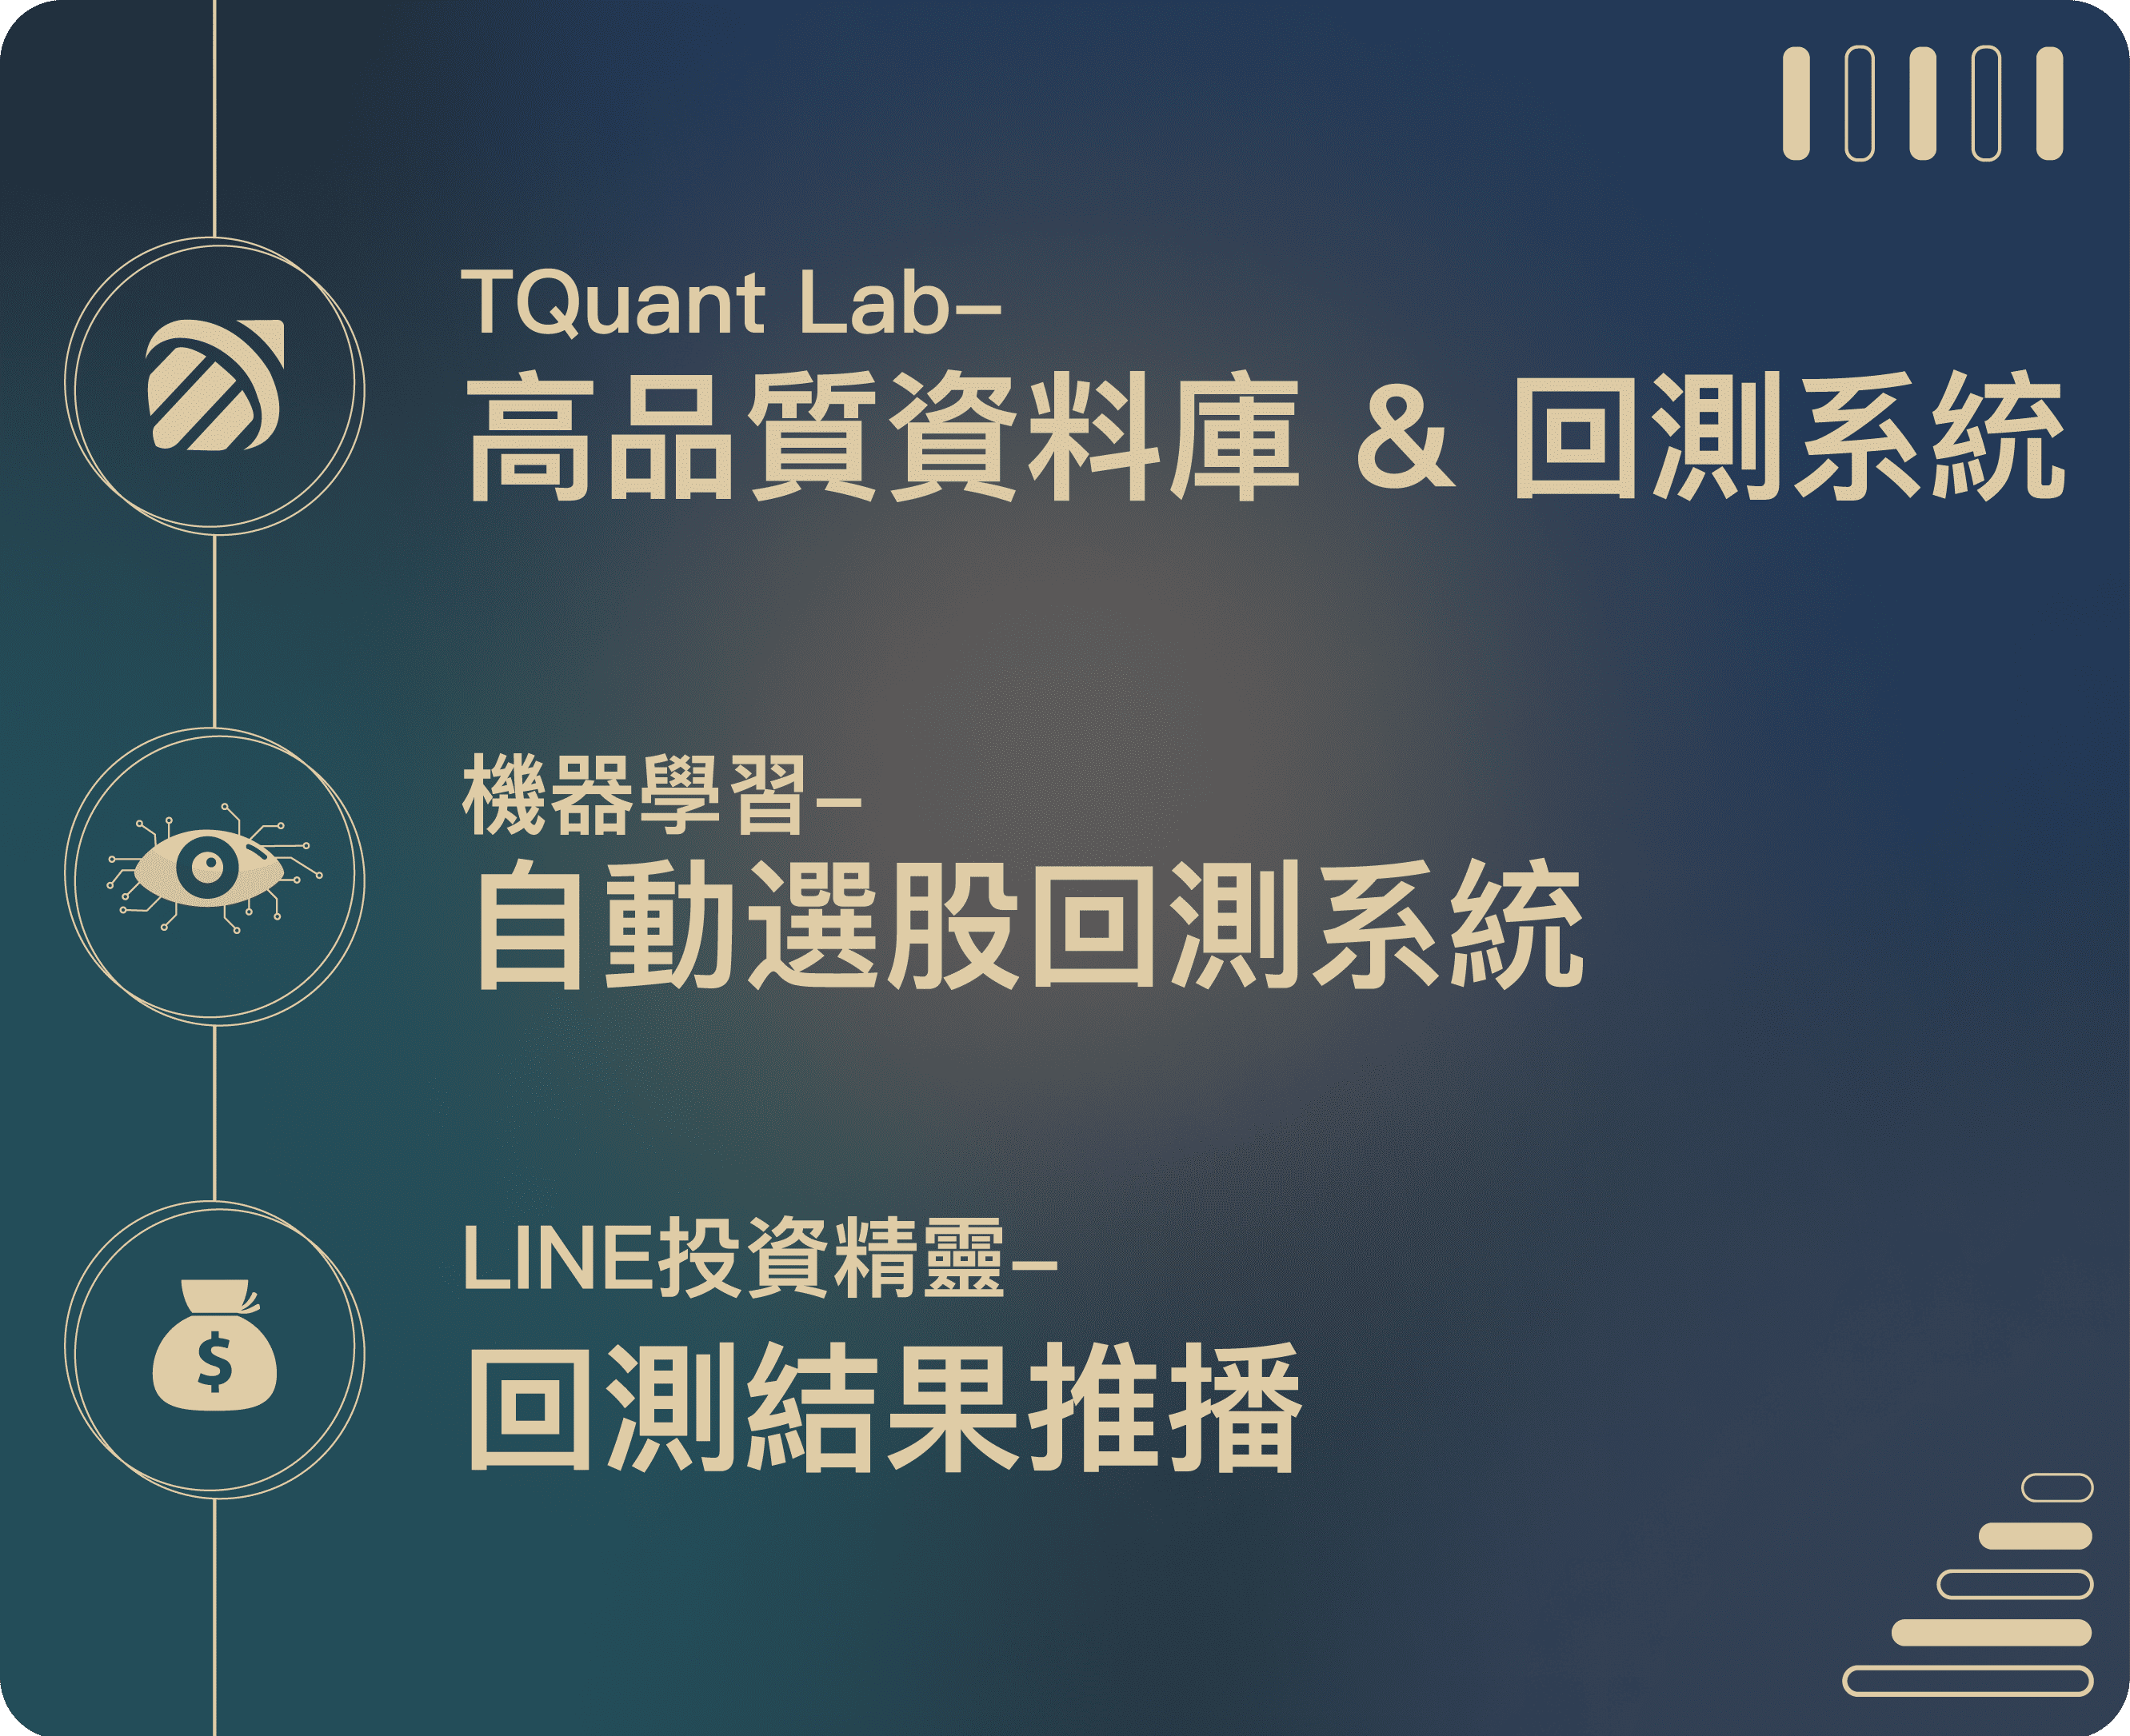 TQuant Lab–
高品質資料庫 & 回測系統
機器學習–
自動選股回測系統
LINE投資精靈–
回測結果推播